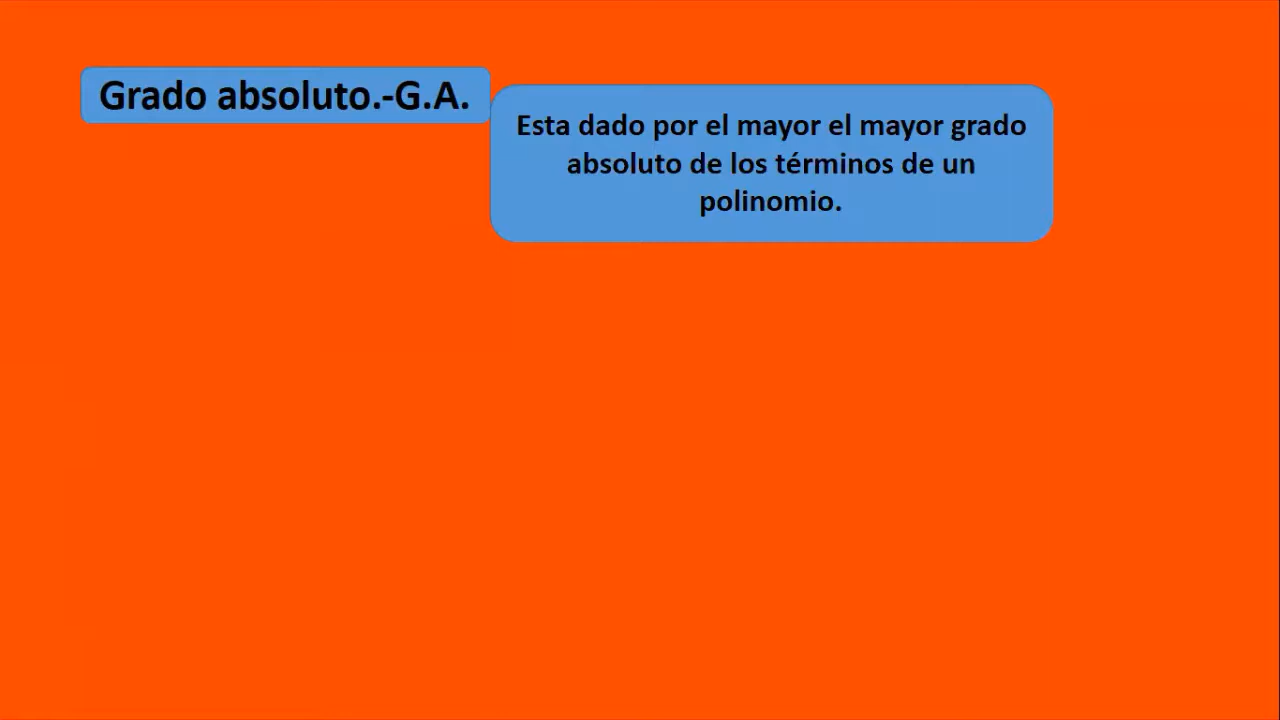 Grado absoluto.-G.A.
Esta dado por el mayor el mayor grado
absoluto de los términos de un
polinomio.